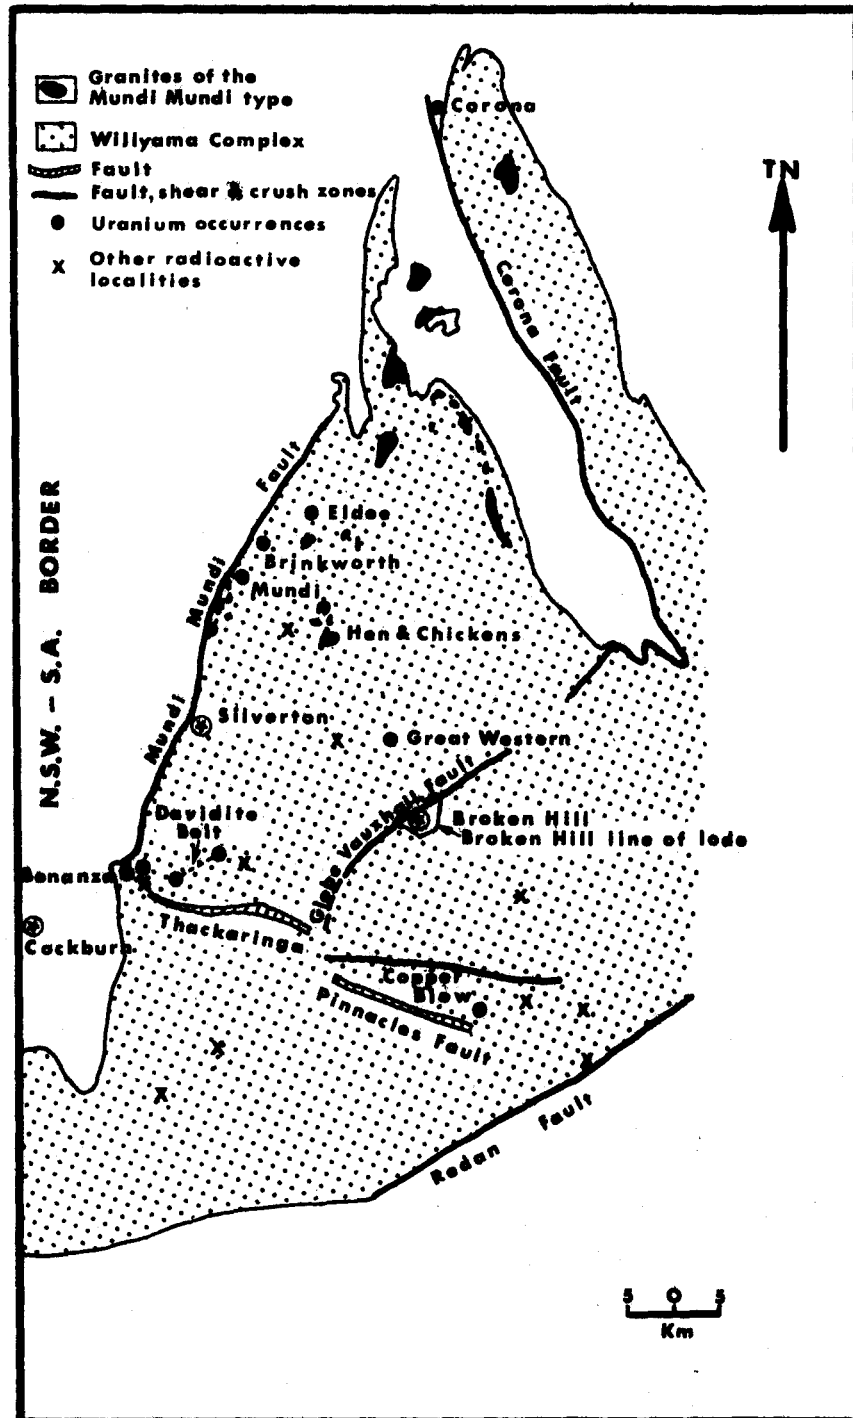 Granites of the
Mundi Mundi type
Willyama Complex
Fault
Fault, shear & crush zones
Uranium occurrences
X Other radioactive
localities
TN
Corona
Corona Fault
N.S.W. – S.A. BORDER
Mundi Mundi Fault
Eldee
Brinkworth
Mundi
X
Hen & Chickens
Silverton
X
Great Western
Globe Vauxhall Fault
Broken Hill
Broken Hill line of lode
Davidite
Belt
X
Bonanza
X
Thackaringa
Cockburn
Copper
Blow
X
X
Pinnacles Fault
X
X
X
Redan Fault
5 0 5
Km